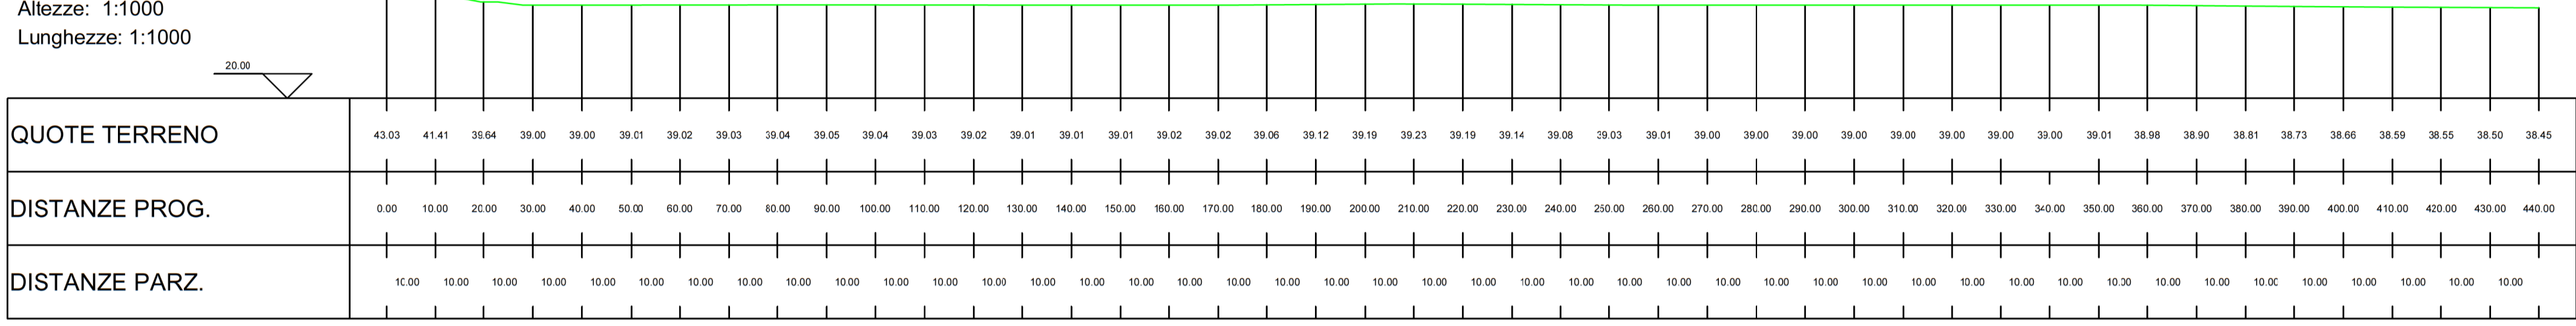 Altezze: 1:1000
Lunghezze: 1:1000
20.00
QUOTE TERRENO 43.03 41.41 39.64 39.00 39.00 39.01 39.02 39.03 39.04 39.05 39.04 39.03 39.02 39.01 39.01 39.01 39.02 39.02 39.06 39.12 39.19 39.23 39.19 39.14 39.08 39.03 39.01 39.00 39.00 39.00 39.00 39.00 39.00 39.00 39.00 39.01 38.98 38.90 38.81 38.73 38.66 38.59 38.55 38.50 38.45
DISTANZE PROG. 0.00 10.00 20.00 30.00 40.00 50.00 60.00 70.00 80.00 90.00 100.00 110.00 120.00 130.00 140.00 150.00 160.00 170.00 180.00 190.00 200.00 210.00 220.00 230.00 240.00 250.00 260.00 270.00 280.00 290.00 300.00 310.00 320.00 330.00 340.00 350.00 360.00 370.00 380.00 390.00 400.00 410.00 420.00 430.00 440.00
DISTANZE PARZ. 10.00 10.00 10.00 10.00 10.00 10.00 10.00 10.00 10.00 10.00 10.00 10.00 10.00 10.00 10.00 10.00 10.00 10.00 10.00 10.00 10.00 10.00 10.00 10.00 10.00 10.00 10.00 10.00 10.00 10.00 10.00 10.00 10.00 10.00 10.00 10.00 10.00 10.00 10.00 10.00 10.00 10.00 10.00 10.00